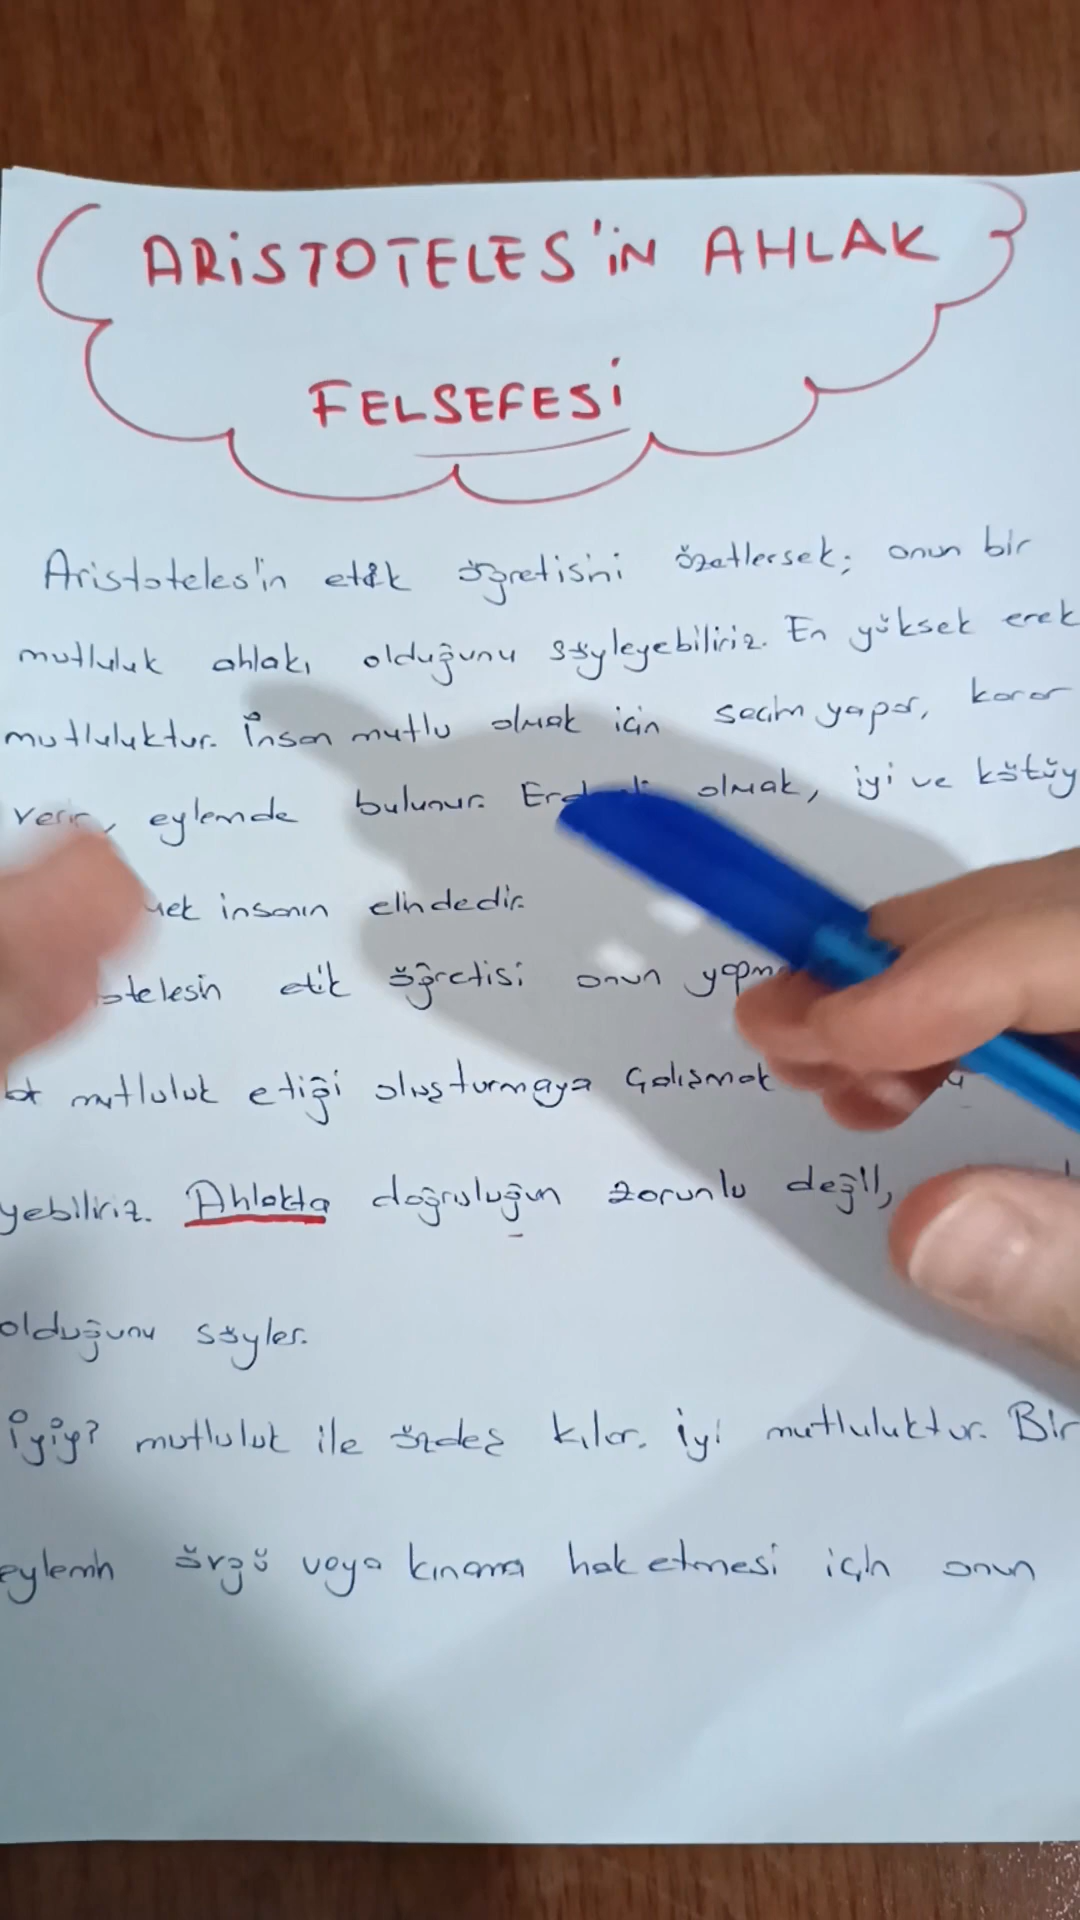 ARİSTOTELES'İN AHLAK
FELSEFESİ
Aristoteles'in etik öğretisini özetlersek; onun bir
mutluluk ahlakı olduğunu söyleyebiliriz. En yüksek erek
mutluluktur. İnsan mutlu olmak için seçim yapar, karar
verir, eylemde bulunur. olmak, iyi ve kötüy
insanın elindedir.
etik öğretisi onun
mutluluk etiği oluşturmaya Çalışmak
yebiliriz. Ahlakta doğruluğun zorunlu değil,
olduğunu söyler.
İyiyi mutluluk ile özdeş kılar. İyi mutluluktur. Bir
eylemin övgü veya kınama hak etmesi için onun